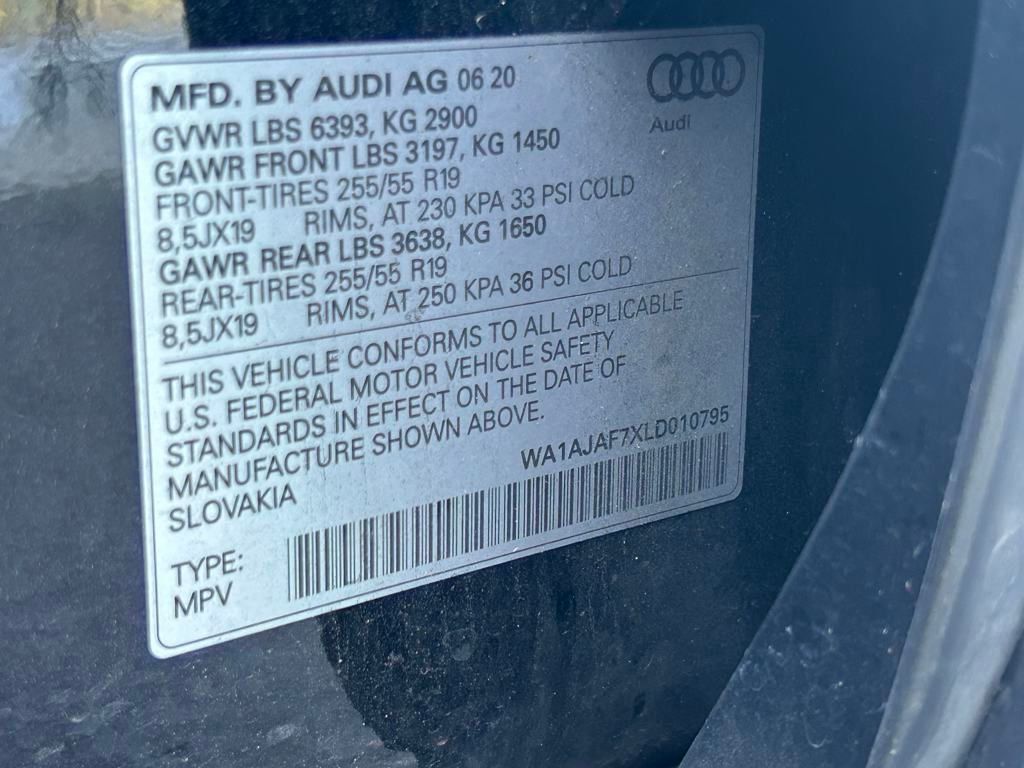 MFD. BY AUDI AG 06 20
Audi
GVWR LBS 6393, KG 2900
GAWR FRONT LBS 3197, KG 1450
FRONT-TIRES 255/55 R19
8,5JX19 RIMS, AT 230 KPA 33 PSI COLD
GAWR REAR LBS 3638, KG 1650
REAR-TIRES 255/55 R19
8,5JX19 RIMS, AT 250 KPA 36 PSI COLD
THIS VEHICLE CONFORMS TO ALL APPLICABLE
U.S. FEDERAL MOTOR VEHICLE SAFETY
STANDARDS IN EFFECT ON THE DATE OF
MANUFACTURE SHOWN ABOVE.
SLOVAKIA
WA1AJAF7XLD010795
TYPE:
MPV